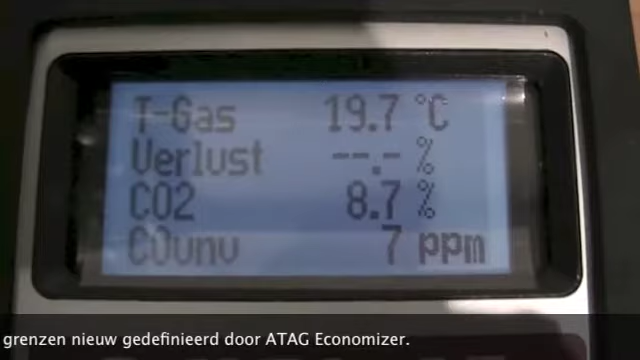 T-Gas 19.7 °C
Verlust --.- %
CO2 8.7 %
COunv 7 ppm
grenzen nieuw gedefinieerd door ATAG Economizer.